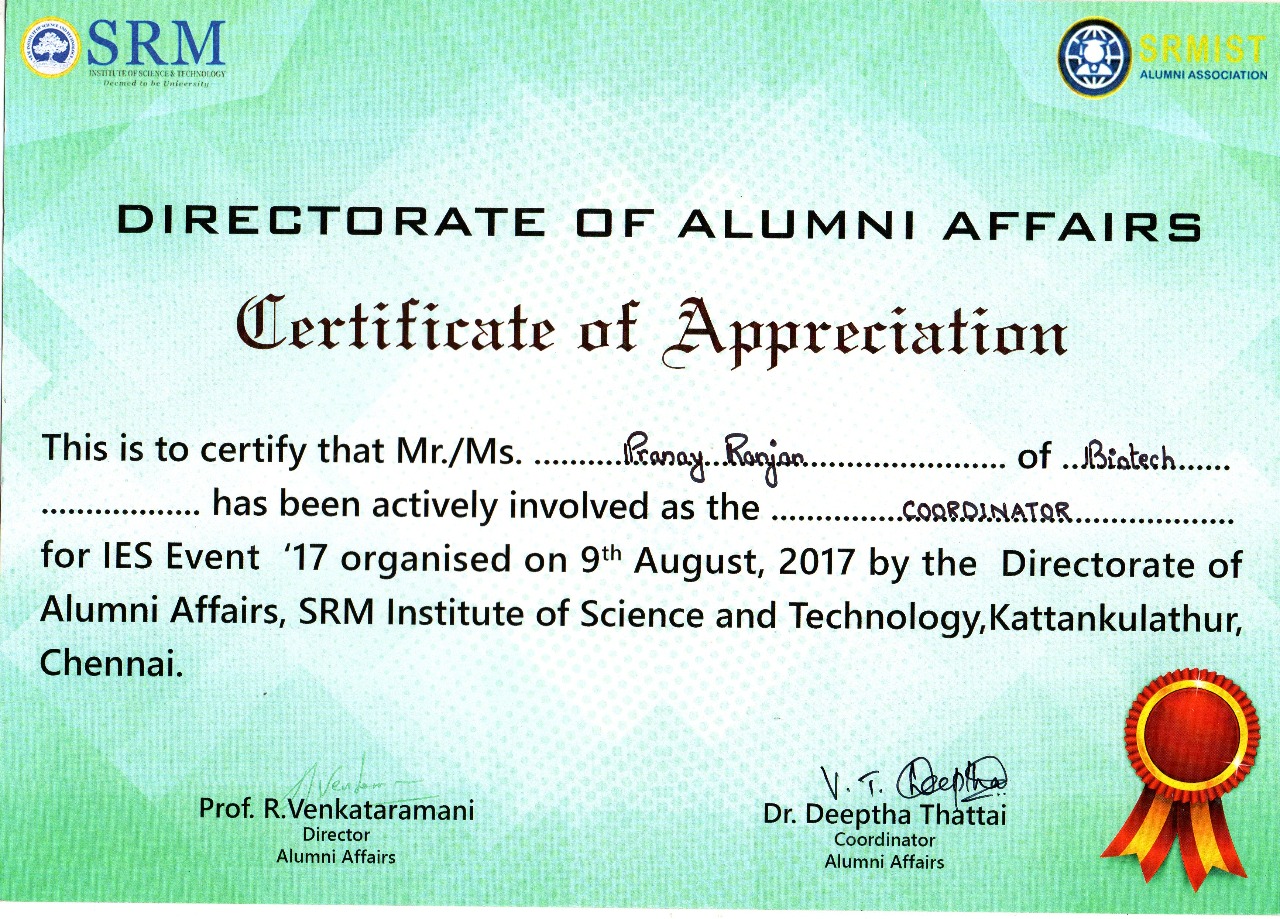 SRM
INSTITUTE OF SCIENCE & TECHNOLOGY
Deemed to be University
SRMIST
ALUMNI ASSOCIATION
DIRECTORATE OF ALUMNI AFFAIRS
Certificate of Appreciation
This is to certify that Mr./Ms. ..........Pranay Ranjan....................... of ..Biotech......
.................. has been actively involved as the ...............COORDINATOR..................
for IES Event ‘17 organised on 9th August, 2017 by the Directorate of
Alumni Affairs, SRM Institute of Science and Technology,Kattankulathur,
Chennai.
V. T. Deeptha
Prof. R.Venkataramani
Director
Alumni Affairs
Dr. Deeptha Thattai
Coordinator
Alumni Affairs